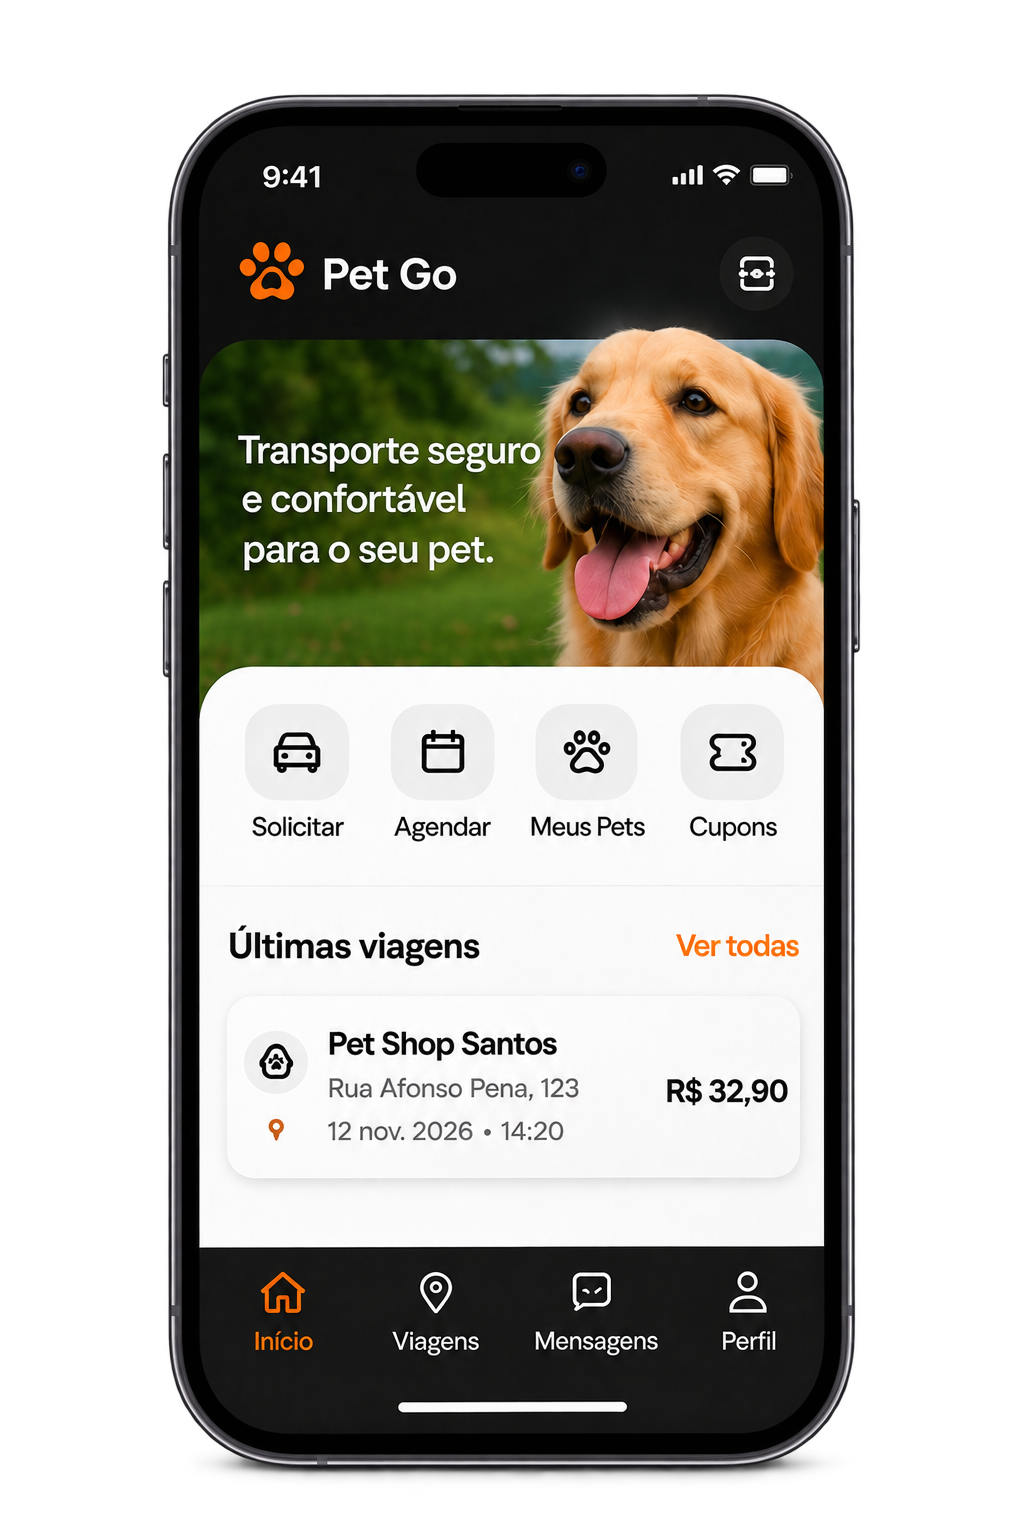 9:41
Pet Go
Transporte seguro
e confortável
para o seu pet.
Solicitar
Agendar
Meus Pets
Cupons
Últimas viagens
Ver todas
Pet Shop Santos
Rua Afonso Pena, 123
R$ 32,90
12 nov. 2026 • 14:20
Início
Viagens
Mensagens
Perfil